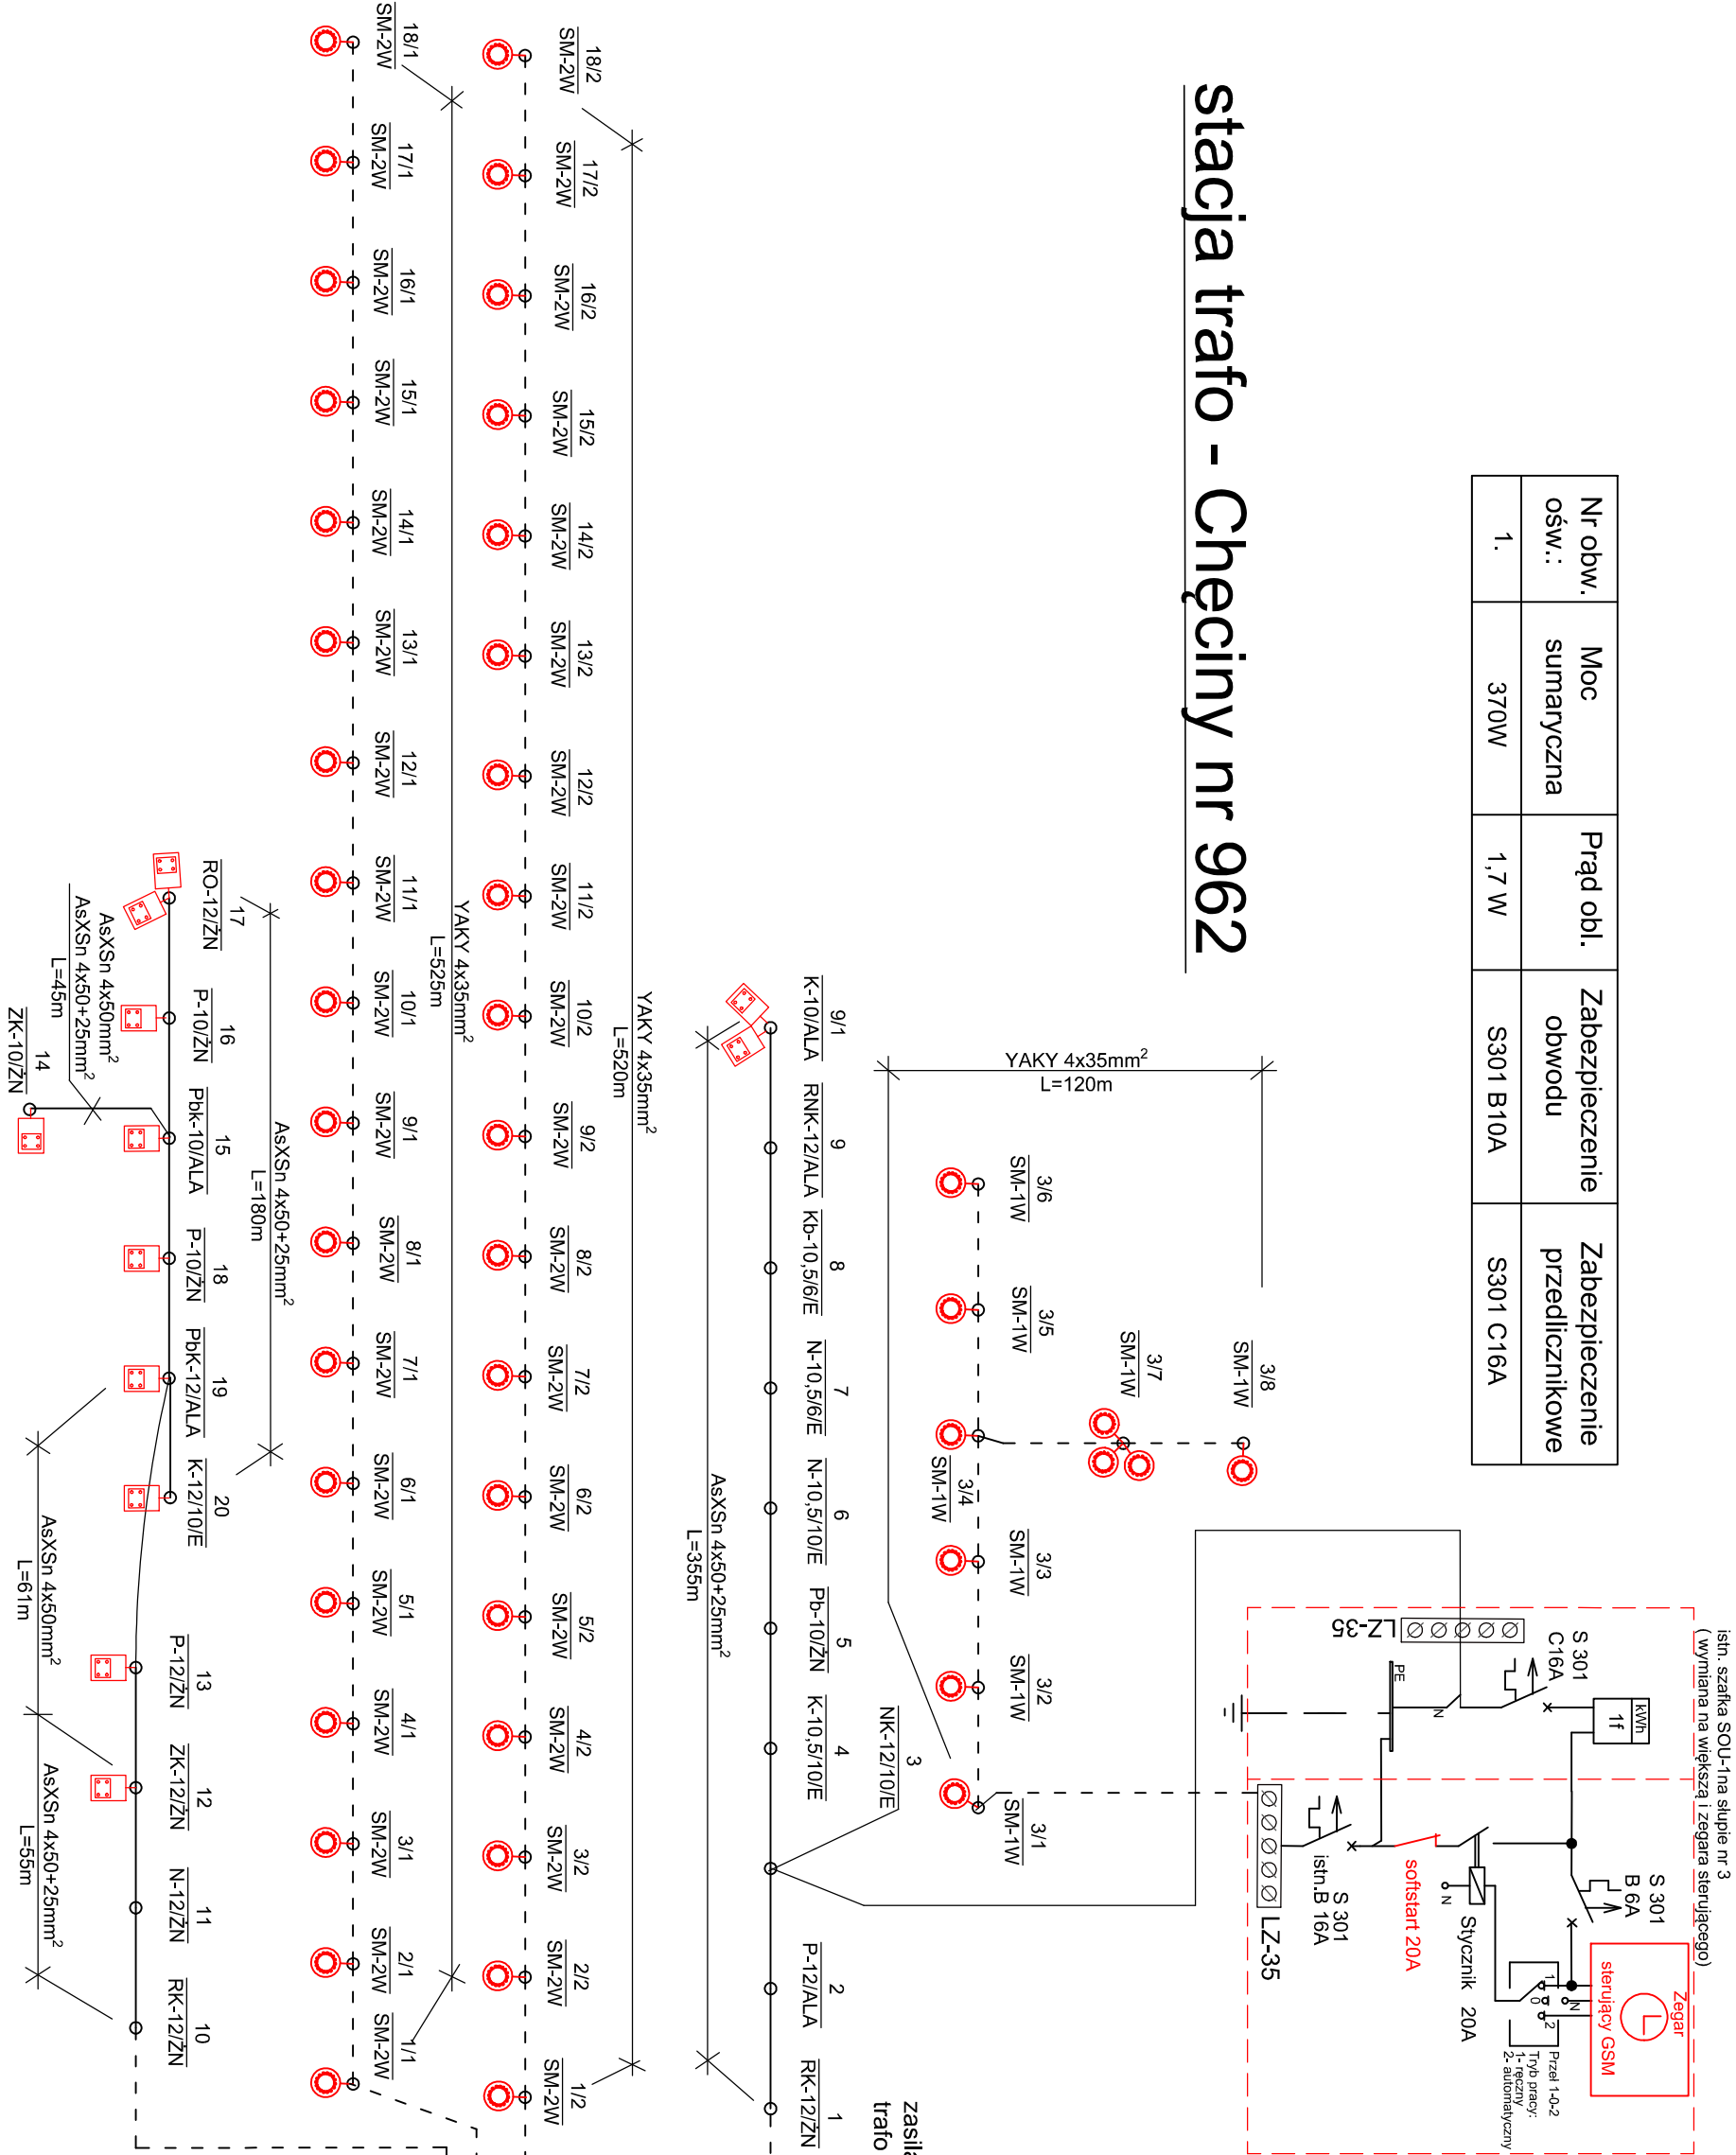 stacja trafo - Chęciny nr 962
Nr obw. ośw.:
Moc sumaryczna
Prąd obl.
Zabezpieczenie obwodu
Zabezpieczenie przedlicznikowe
1.
370W
1,7 W
S301 B10A
S301 C16A
istn. szafka SOU-1na słupie nr 3
(wymiana na większą i zegara sterującego)
kWh
1f
S 301
C16A
N
PE
LZ-35
S 301
B 6A
Zegar
sterujący GSM
1
0
2
N
Przeł 1-0-2
Tryb pracy:
1- ręczny
2- automatyczny
Stycznik 20A
N
softstart 20A
S 301
istn.B 16A
LZ-35
3/8
SM-1W
3/7
SM-1W
3/6
SM-1W
3/5
SM-1W
3/4
SM-1W
3/3
SM-1W
3/2
SM-1W
3/1
SM-1W
YAKY 4x35mm²
L=120m
zasila
trafo
9/1
K-10/ALA
9
RNK-12/ALA
8
Kb-10,5/6/E
7
N-10,5/6/E
6
N-10,5/10/E
5
Pb-10/ŻN
4
K-10,5/10/E
3
NK-12/10/E
2
P-12/ALA
1
RK-12/ŻN
AsXSn 4x50+25mm²
L=355m
YAKY 4x35mm²
L=520m
18/2
SM-2W
17/2
SM-2W
16/2
SM-2W
15/2
SM-2W
14/2
SM-2W
13/2
SM-2W
12/2
SM-2W
11/2
SM-2W
10/2
SM-2W
9/2
SM-2W
8/2
SM-2W
7/2
SM-2W
6/2
SM-2W
5/2
SM-2W
4/2
SM-2W
3/2
SM-2W
2/2
SM-2W
1/2
SM-2W
YAKY 4x35mm²
L=525m
18/1
SM-2W
17/1
SM-2W
16/1
SM-2W
15/1
SM-2W
14/1
SM-2W
13/1
SM-2W
12/1
SM-2W
11/1
SM-2W
10/1
SM-2W
9/1
SM-2W
8/1
SM-2W
7/1
SM-2W
6/1
SM-2W
5/1
SM-2W
4/1
SM-2W
3/1
SM-2W
2/1
SM-2W
1/1
SM-2W
AsXSn 4x50+25mm²
L=180m
17
RO-12/ŻN
16
P-10/ŻN
15
Pbk-10/ALA
18
P-10/ŻN
19
PbK-12/ALA
20
K-12/10/E
13
P-12/ŻN
12
ZK-12/ŻN
11
N-12/ŻN
10
RK-12/ŻN
AsXSn 4x50mm²
AsXSn 4x50+25mm²
L=45m
14
ZK-10/ŻN
AsXSn 4x50mm²
L=61m
AsXSn 4x50+25mm²
L=55m